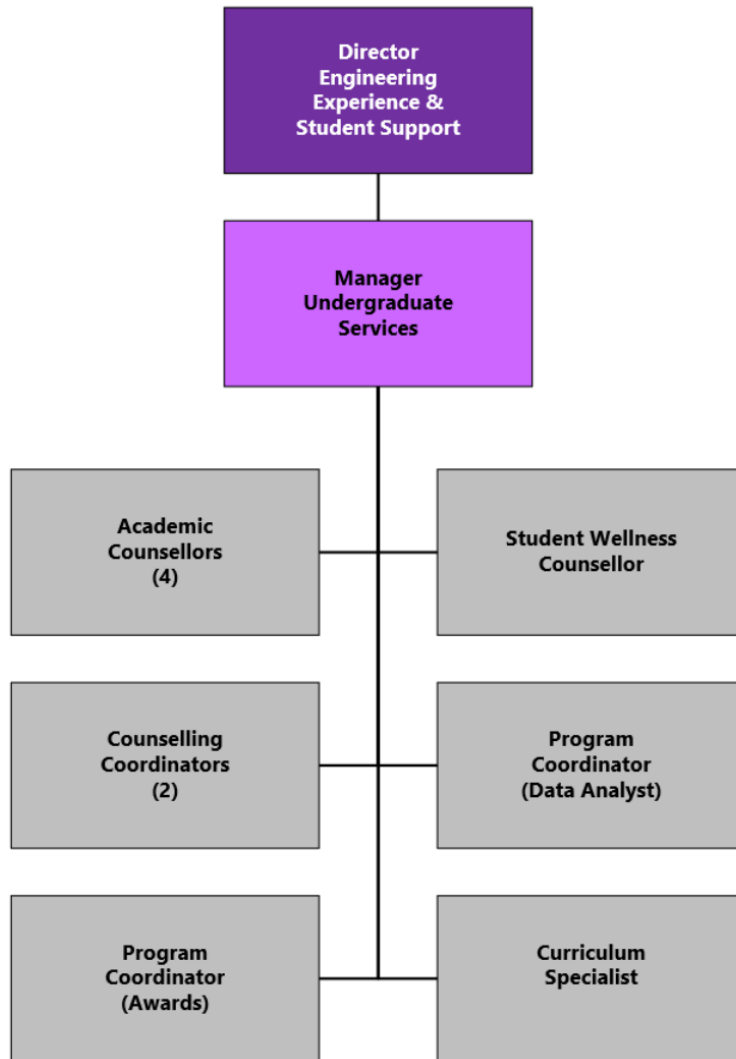 Director
Engineering
Experience &
Student Support
Manager
Undergraduate
Services
Academic
Counsellors
(4)
Student Wellness
Counsellor
Counselling
Coordinators
(2)
Program
Coordinator
(Data Analyst)
Program
Coordinator
(Awards)
Curriculum
Specialist